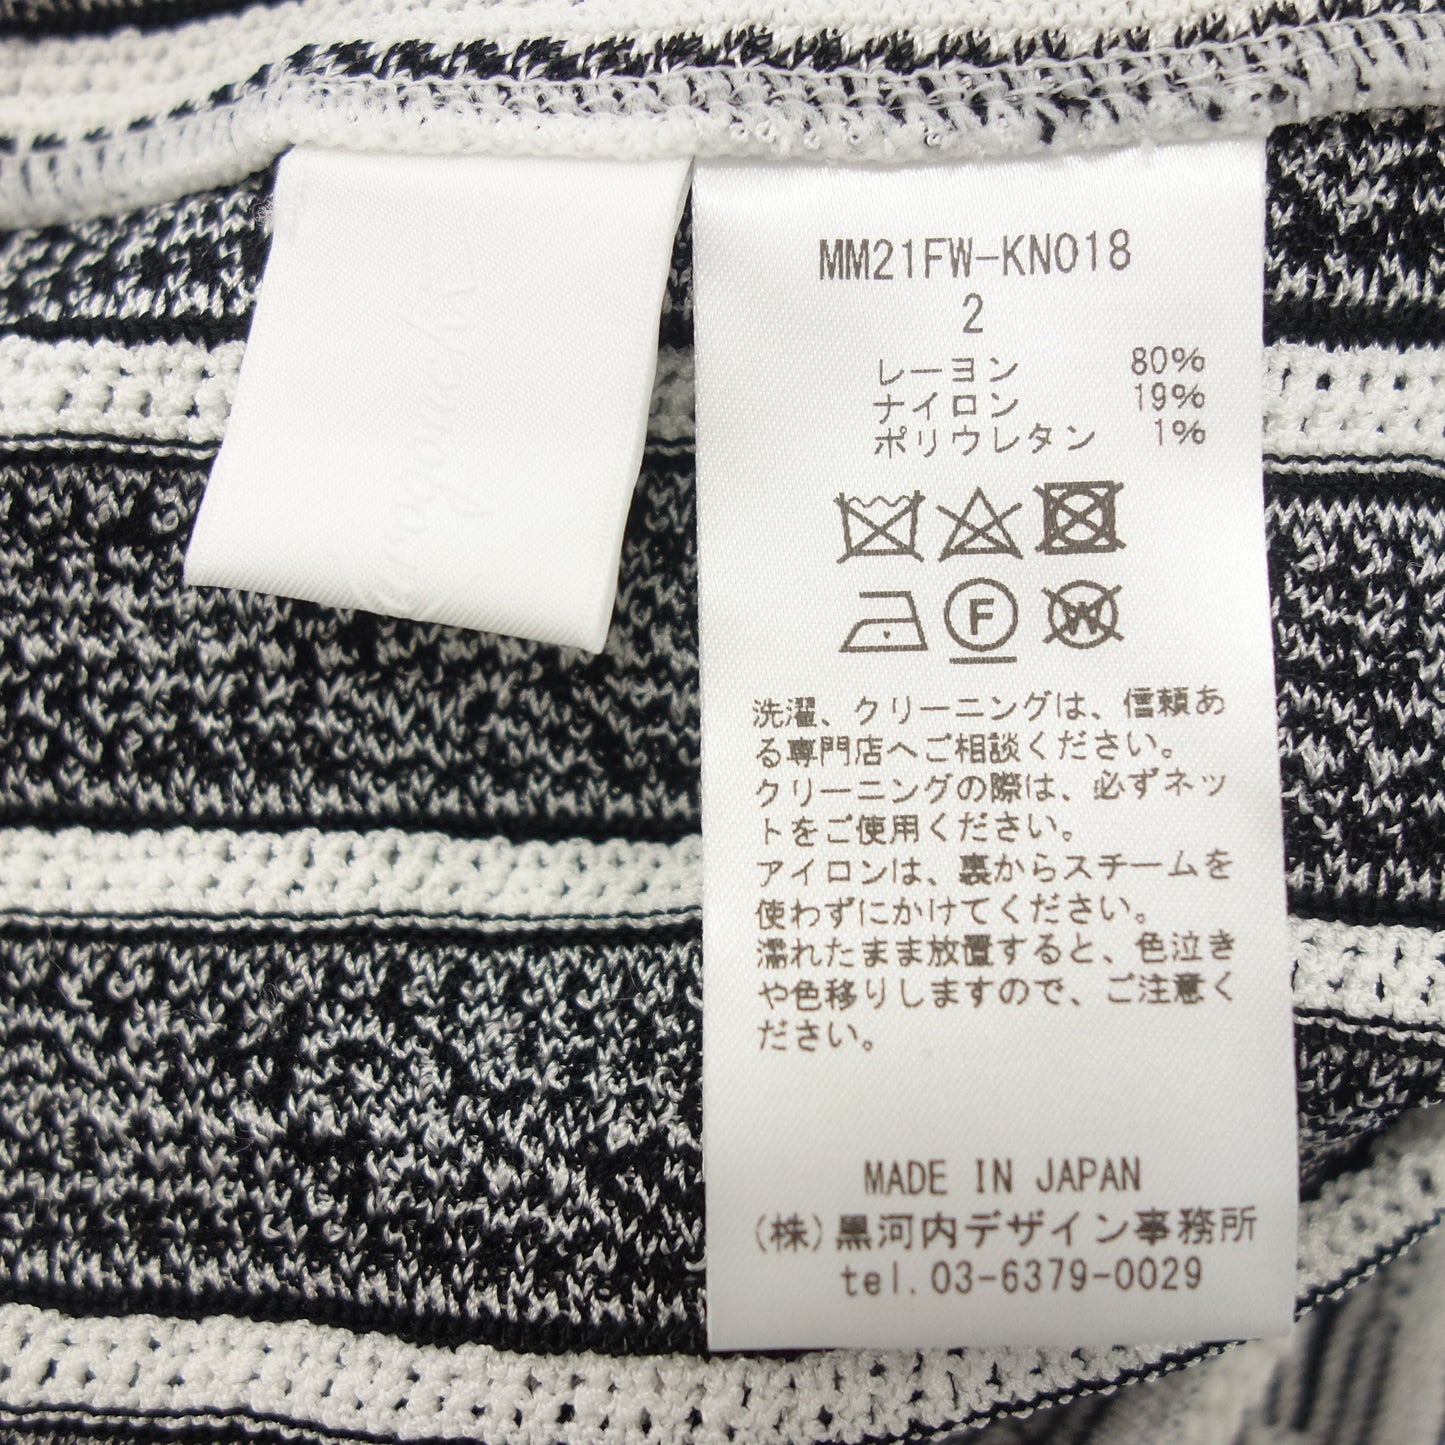 MM21FW-KN018
2
レーヨン 80%
ナイロン 19%
ポリウレタン 1%
F
W
洗濯、クリーニングは、信頼あ
る専門店へご相談ください。
クリーニングの際は、必ずネッ
トをご使用ください。
アイロンは、裏からスチームを
使わずにかけてください。
濡れたまま放置すると、色泣き
や色移りしますので、ご注意く
ださい。
MADE IN JAPAN
(株)黒河内デザイン事務所
tel.03-6379-0029